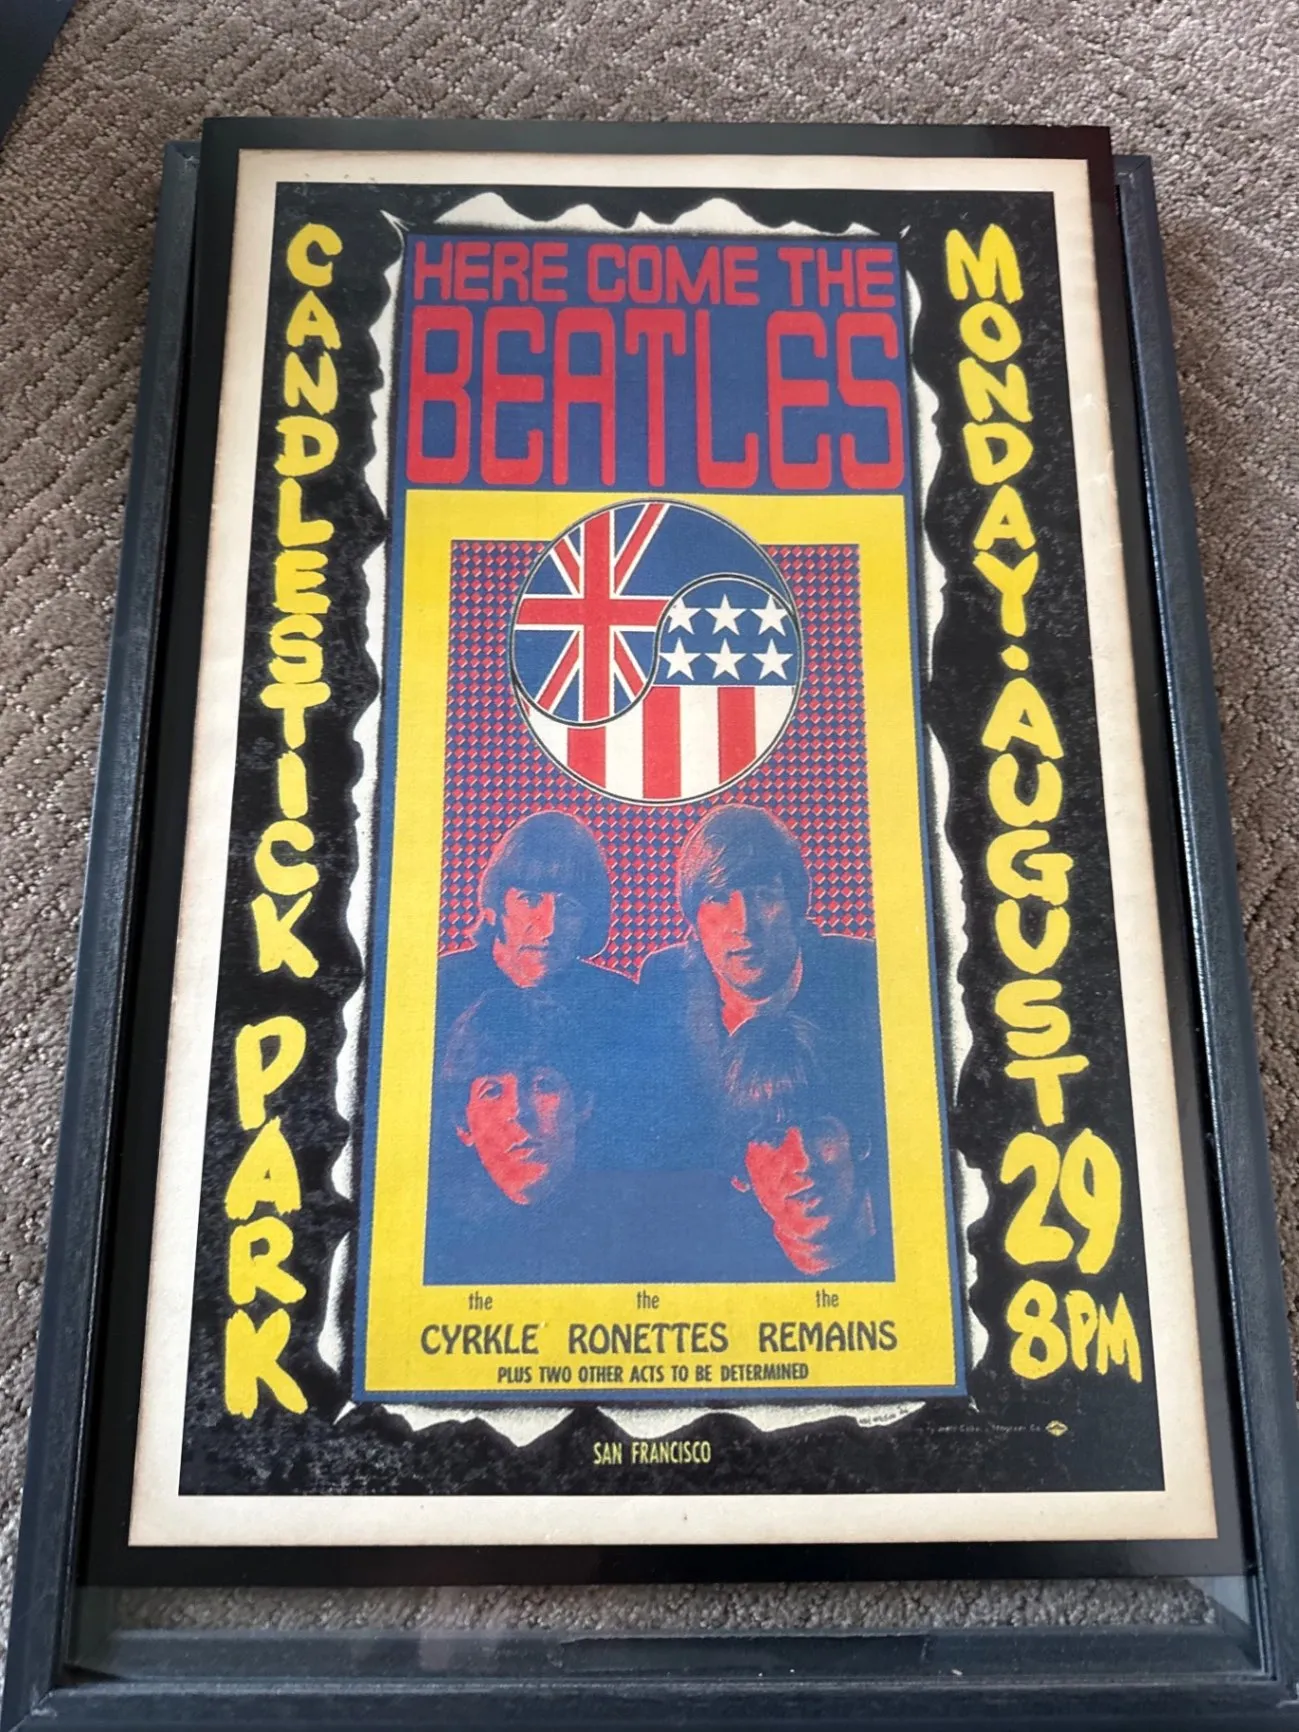 HERE COME THE
BEATLES
CANDLESTICK PARK
MONDAY·AUGUST 29
8PM
the the the
CYRKLE RONETTES REMAINS
PLUS TWO OTHER ACTS TO BE DETERMINED
SAN FRANCISCO